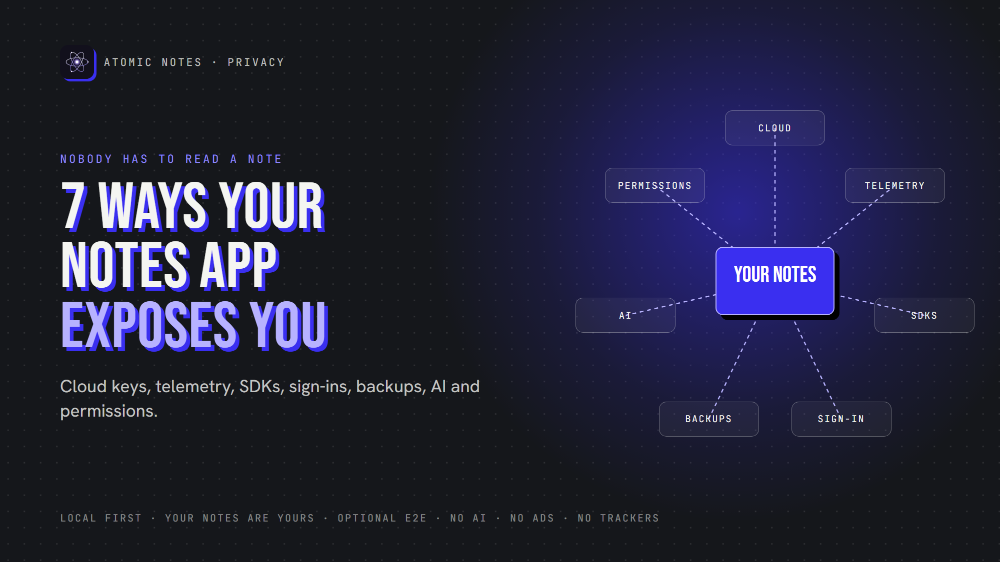 ATOMIC NOTES · PRIVACY
NOBODY HAS TO READ A NOTE
7 WAYS YOUR
NOTES APP
EXPOSES YOU
Cloud keys, telemetry, SDKs, sign-ins, backups, AI and
permissions.
CLOUD
PERMISSIONS
TELEMETRY
YOUR NOTES
AI
SDKS
BACKUPS
SIGN-IN
LOCAL FIRST · YOUR NOTES ARE YOURS · OPTIONAL E2E · NO AI · NO ADS · NO TRACKERS